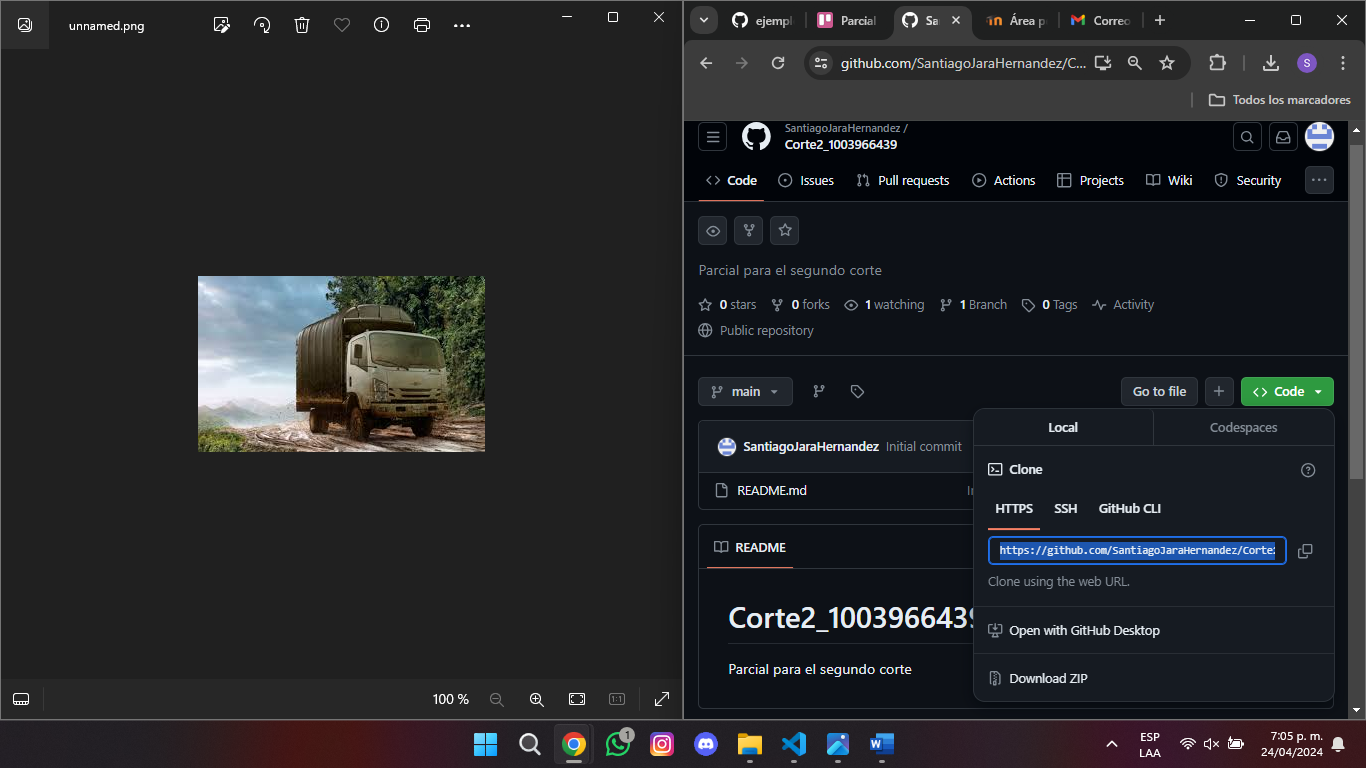 unnamed.png
100 %
ejempl
Parcial
Sa
Área p
Correo
github.com/SantiagoJaraHernandez/C...
S
Todos los marcadores
SantiagoJaraHernandez /
Corte2_1003966439
Code
Issues
Pull requests
Actions
Projects
Wiki
Security
Parcial para el segundo corte
0 stars
0 forks
1 watching
1 Branch
0 Tags
Activity
Public repository
main
Go to file
Code
Local
Codespaces
SantiagoJaraHernandez Initial commit
Clone
README.md
HTTPS
SSH
GitHub CLI
README
https://github.com/SantiagoJaraHernandez/Corte2
Clone using the web URL.
Corte2_1003966439
Open with GitHub Desktop
Parcial para el segundo corte
Download ZIP
1
ESP
LAA
7:05 p. m.
24/04/2024